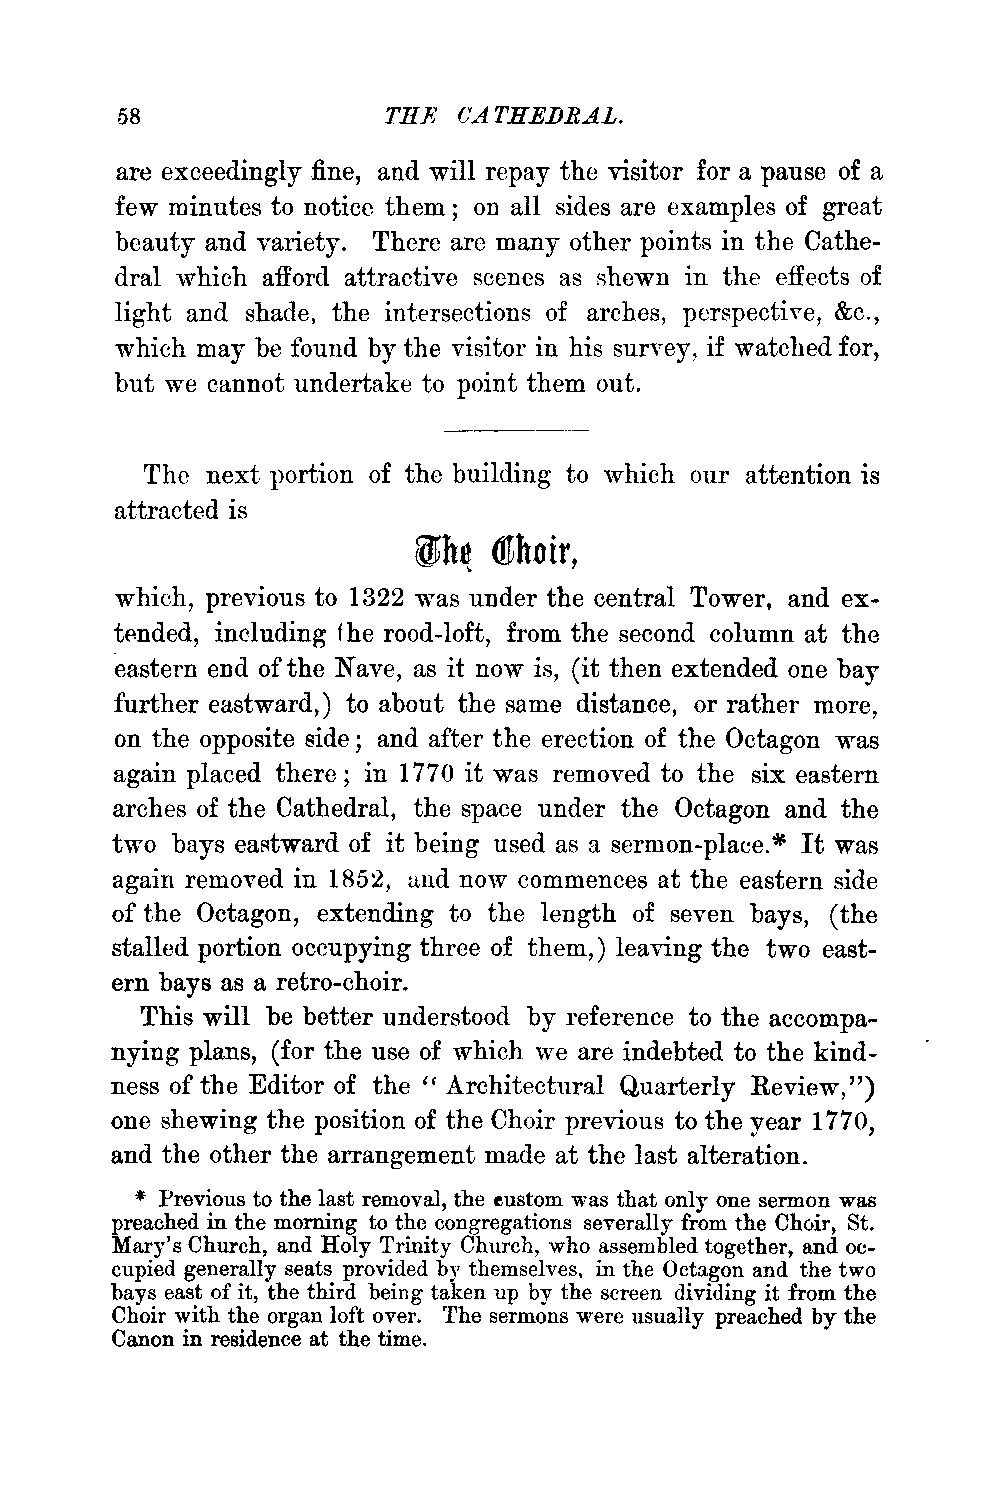 58 THE CATHEDRAL.
are exceedingly fine, and will repay the visitor for a pause of a
few minutes to notice them; on all sides are examples of great
beauty and variety. There are many other points in the Cathe-
dral which afford attractive scenes as shewn in the effects of
light and shade, the intersections of arches, perspective, &c.,
which may be found by the visitor in his survey, if watched for,
but we cannot undertake to point them out.
The next portion of the building to which our attention is
attracted is
The Choir,
which, previous to 1322 was under the central Tower, and ex-
tended, including the rood-loft, from the second column at the
eastern end of the Nave, as it now is, (it then extended one bay
further eastward,) to about the same distance, or rather more,
on the opposite side; and after the erection of the Octagon was
again placed there; in 1770 it was removed to the six eastern
arches of the Cathedral, the space under the Octagon and the
two bays eastward of it being used as a sermon-place.* It was
again removed in 1852, and now commences at the eastern side
of the Octagon, extending to the length of seven bays, (the
stalled portion occupying three of them,) leaving the two east-
ern bays as a retro-choir.
This will be better understood by reference to the accompa-
nying plans, (for the use of which we are indebted to the kind-
ness of the Editor of the “ Architectural Quarterly Review,”)
one shewing the position of the Choir previous to the year 1770,
and the other the arrangement made at the last alteration.
* Previous to the last removal, the custom was that only one sermon was
preached in the morning to the congregations severally from the Choir, St.
Mary's Church, and Holy Trinity Church, who assembled together, and oc-
cupied generally seats provided by themselves, in the Octagon and the two
bays east of it, the third being taken up by the screen dividing it from the
Choir with the organ loft over. The sermons were usually preached by the
Canon in residence at the time.